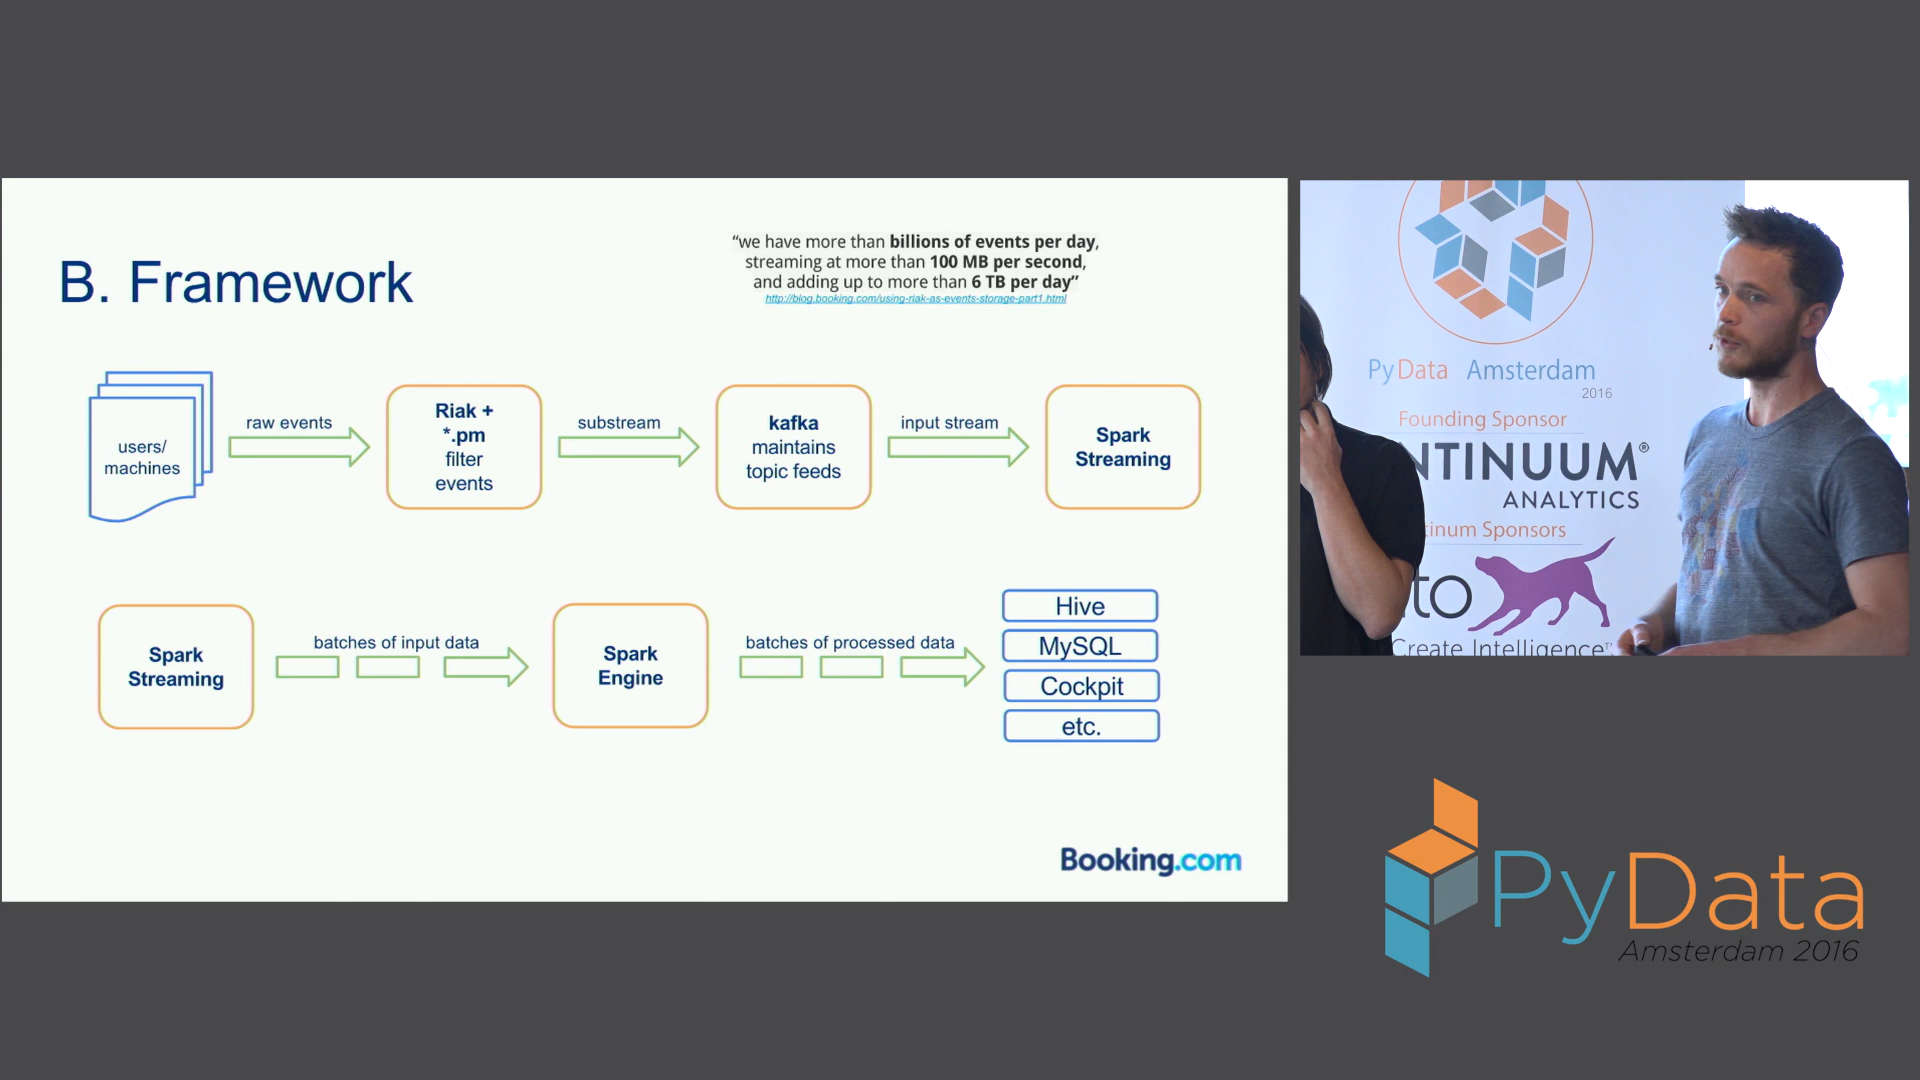 B. Framework
“we have more than billions of events per day,
streaming at more than 100 MB per second,
and adding up to more than 6 TB per day”
http://blog.booking.com/using-riak-as-events-storage-part1.html
users/
machines
raw events
Riak +
*.pm
filter
events
substream
kafka
maintains
topic feeds
input stream
Spark
Streaming
Spark
Streaming
batches of input data
Spark
Engine
batches of processed data
Hive
MySQL
Cockpit
etc.
Booking.com
PyData Amsterdam
2016
Founding Sponsor
NTINUUM®
ANALYTICS
tinum Sponsors
to
Create Intelligence™
PyData
Amsterdam 2016